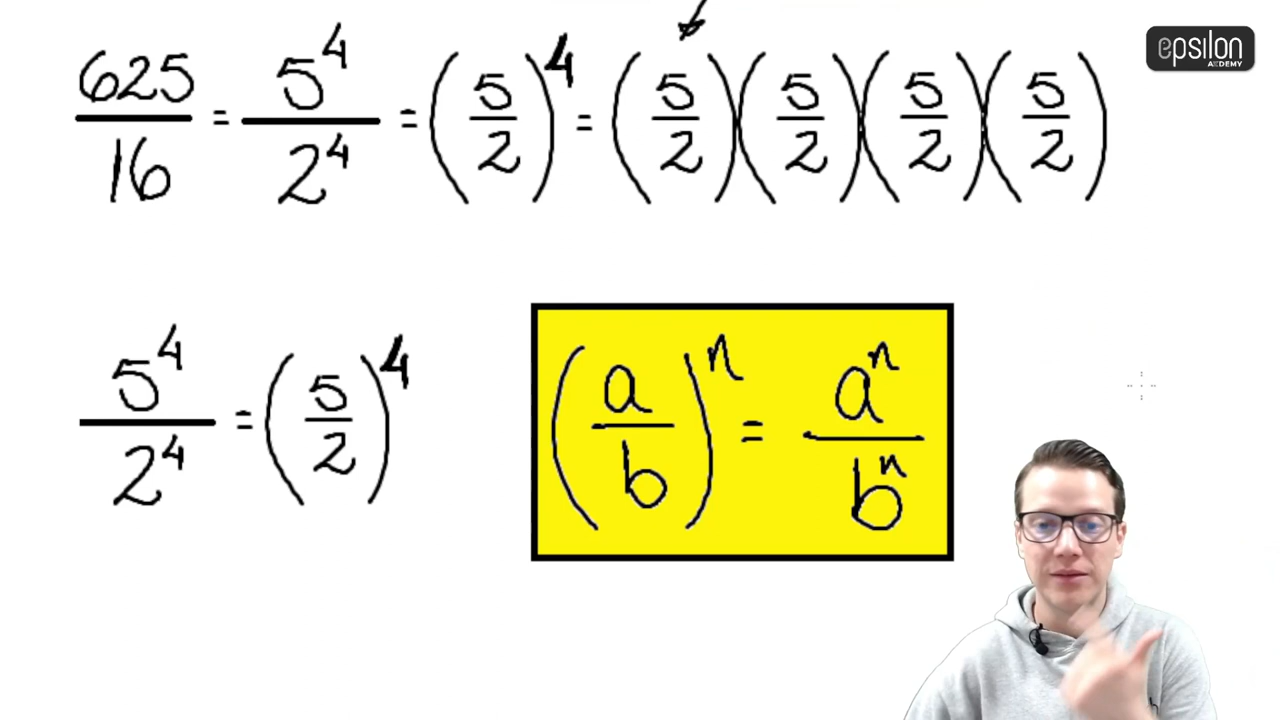 epsilon
AXDEMY
625/16 = 5^4/2^4 = (5/2)^4 = (5/2)(5/2)(5/2)(5/2)
5^4/2^4 = (5/2)^4
(a/b)^n = a^n/b^n